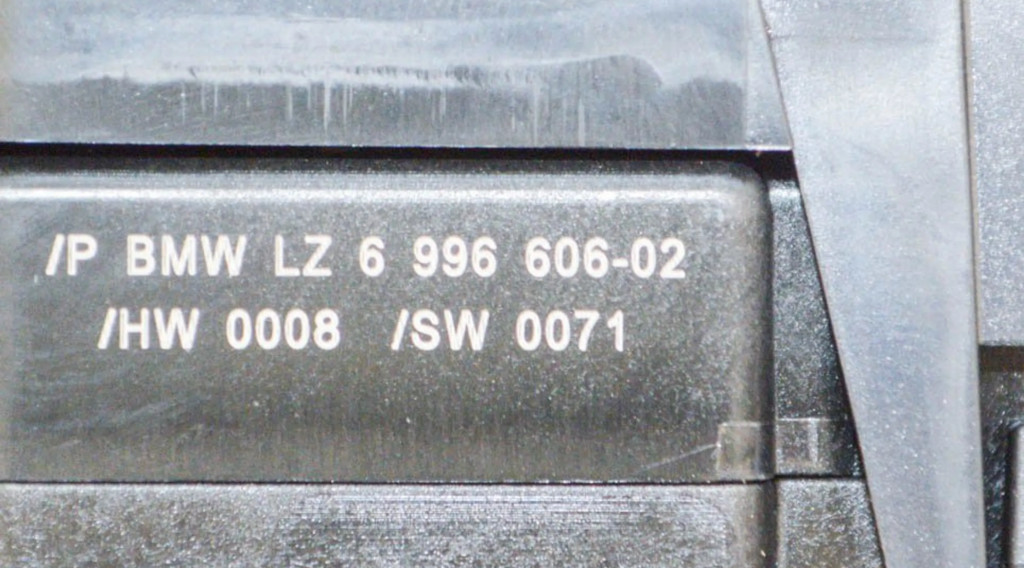 /P BMW LZ 6 996 606-02
/HW 0008 /SW 0071